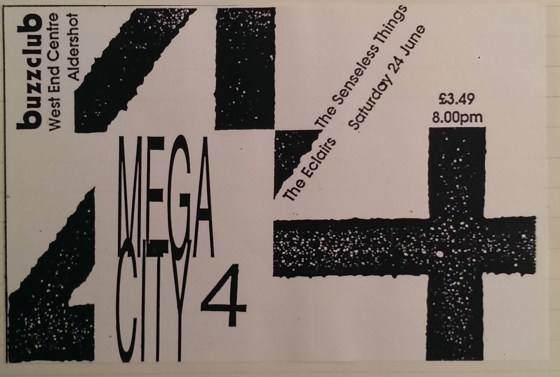 buzzclub
West End Centre
Aldershot
The Senseless Things
The Eclairs Saturday 24 June
£3.49
8.00pm
MEGA
CITY 4